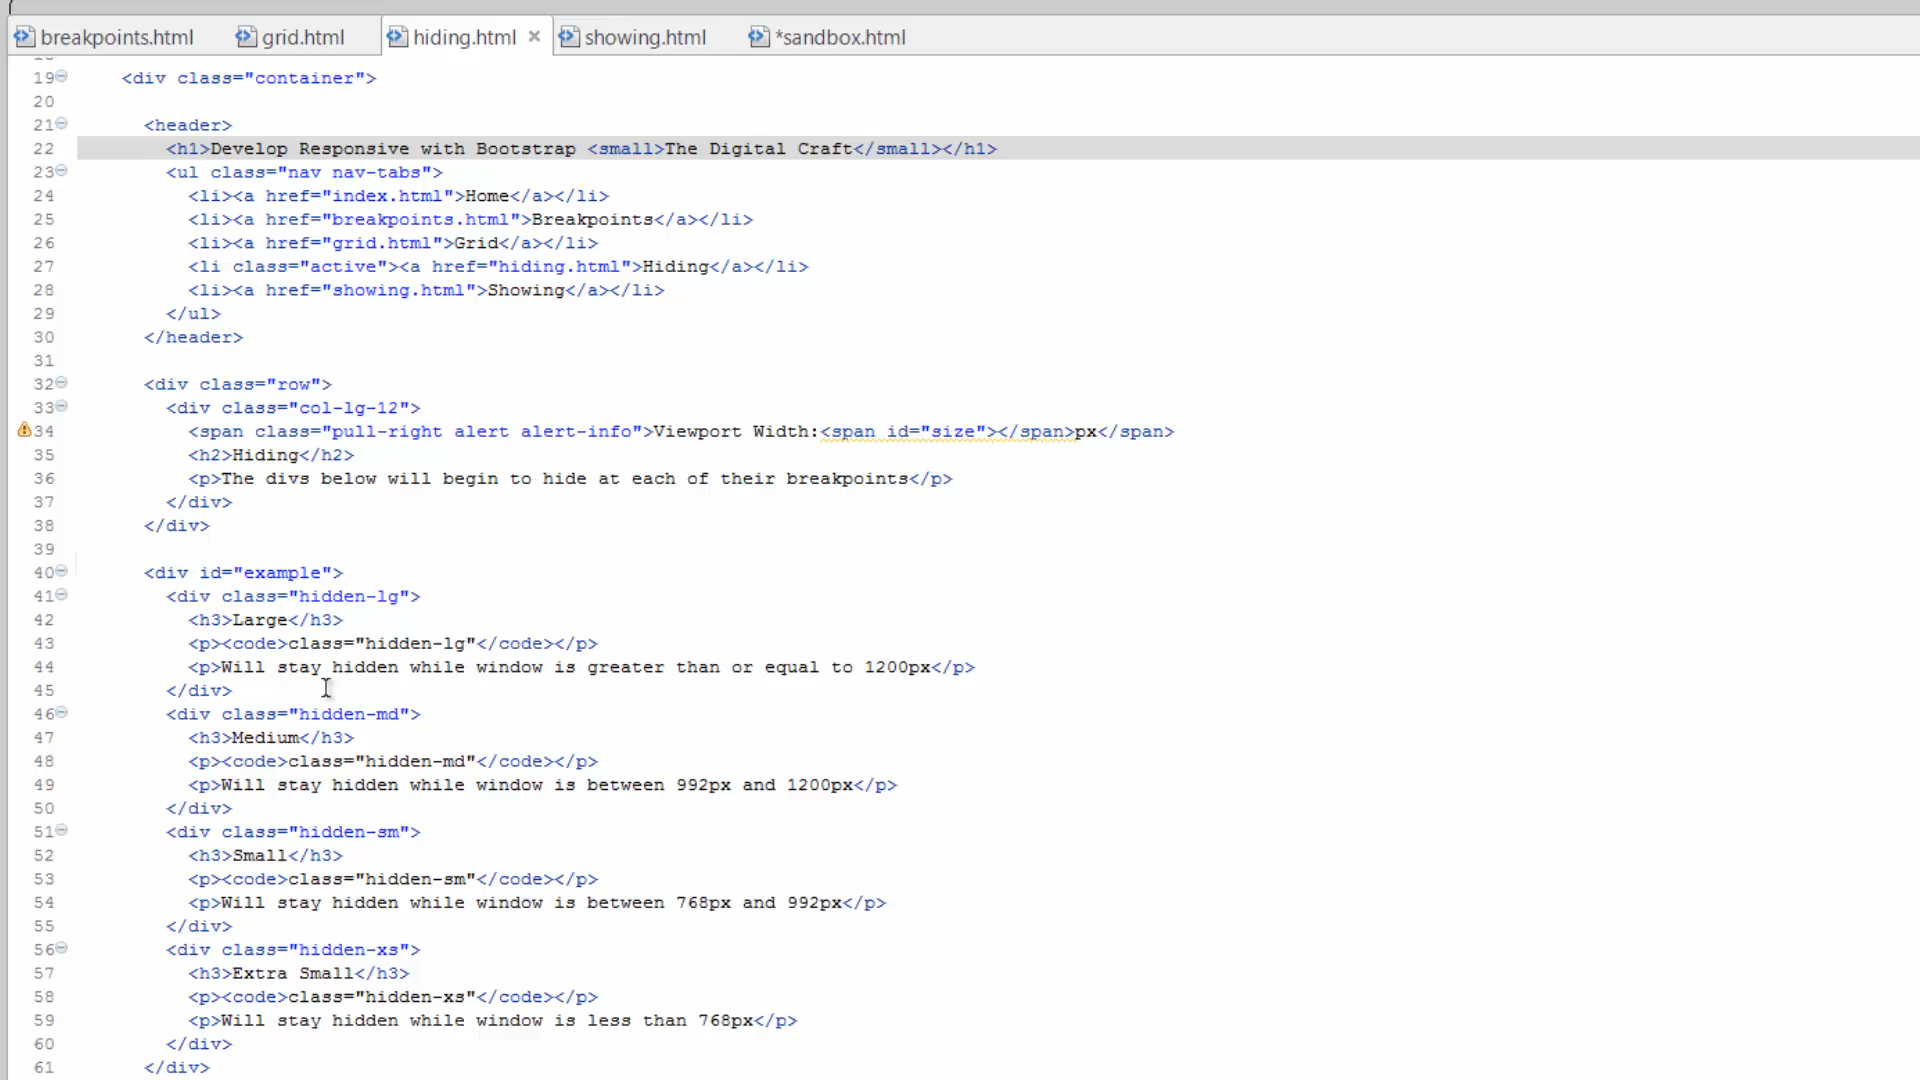 breakpoints.html grid.html hiding.html showing.html *sandbox.html
19 <div class="container">
20
21 <header>
22 <h1>Develop Responsive with Bootstrap <small>The Digital Craft</small></h1>
23 <ul class="nav nav-tabs">
24 <li><a href="index.html">Home</a></li>
25 <li><a href="breakpoints.html">Breakpoints</a></li>
26 <li><a href="grid.html">Grid</a></li>
27 <li class="active"><a href="hiding.html">Hiding</a></li>
28 <li><a href="showing.html">Showing</a></li>
29 </ul>
30 </header>
31
32 <div class="row">
33 <div class="col-lg-12">
34 <span class="pull-right alert alert-info">Viewport Width:<span id="size"></span>px</span>
35 <h2>Hiding</h2>
36 <p>The divs below will begin to hide at each of their breakpoints</p>
37 </div>
38 </div>
39
40 <div id="example">
41 <div class="hidden-lg">
42 <h3>Large</h3>
43 <p><code>class="hidden-lg"</code></p>
44 <p>Will stay hidden while window is greater than or equal to 1200px</p>
45 </div>
46 <div class="hidden-md">
47 <h3>Medium</h3>
48 <p><code>class="hidden-md"</code></p>
49 <p>Will stay hidden while window is between 992px and 1200px</p>
50 </div>
51 <div class="hidden-sm">
52 <h3>Small</h3>
53 <p><code>class="hidden-sm"</code></p>
54 <p>Will stay hidden while window is between 768px and 992px</p>
55 </div>
56 <div class="hidden-xs">
57 <h3>Extra Small</h3>
58 <p><code>class="hidden-xs"</code></p>
59 <p>Will stay hidden while window is less than 768px</p>
60 </div>
61 </div>